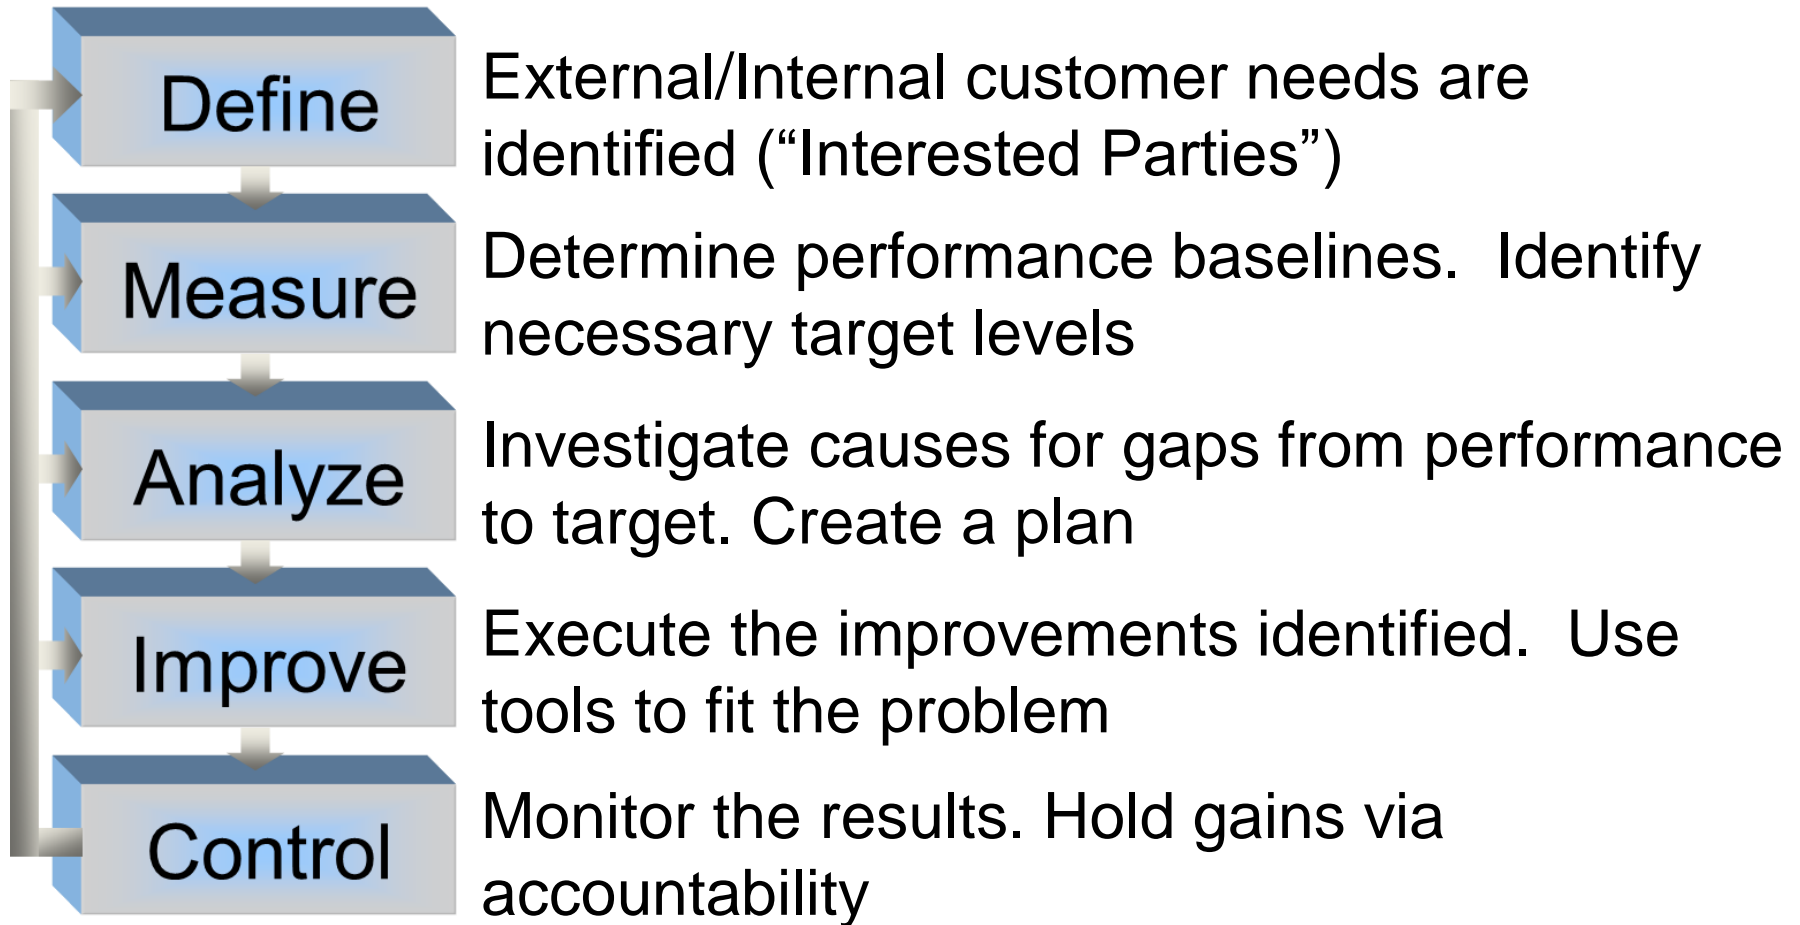 Define
External/Internal customer needs are
identified (“Interested Parties”)
Measure
Determine performance baselines.  Identify
necessary target levels
Analyze
Investigate causes for gaps from performance
to target. Create a plan
Improve
Execute the improvements identified.  Use
tools to fit the problem
Control
Monitor the results. Hold gains via
accountability